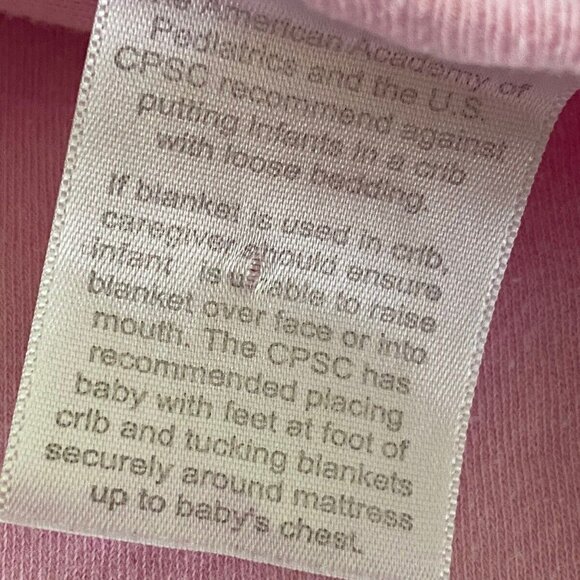 The American Academy of
Pediatrics and the U.S.
CPSC recommend against
putting infants in a crib
with loose bedding.
If blanket is used in crib,
caregiver should ensure
infant is unable to raise
blanket over face or into
mouth. The CPSC has
recommended placing
baby with feet at foot of
crib and tucking blankets
securely around mattress
up to baby's chest.